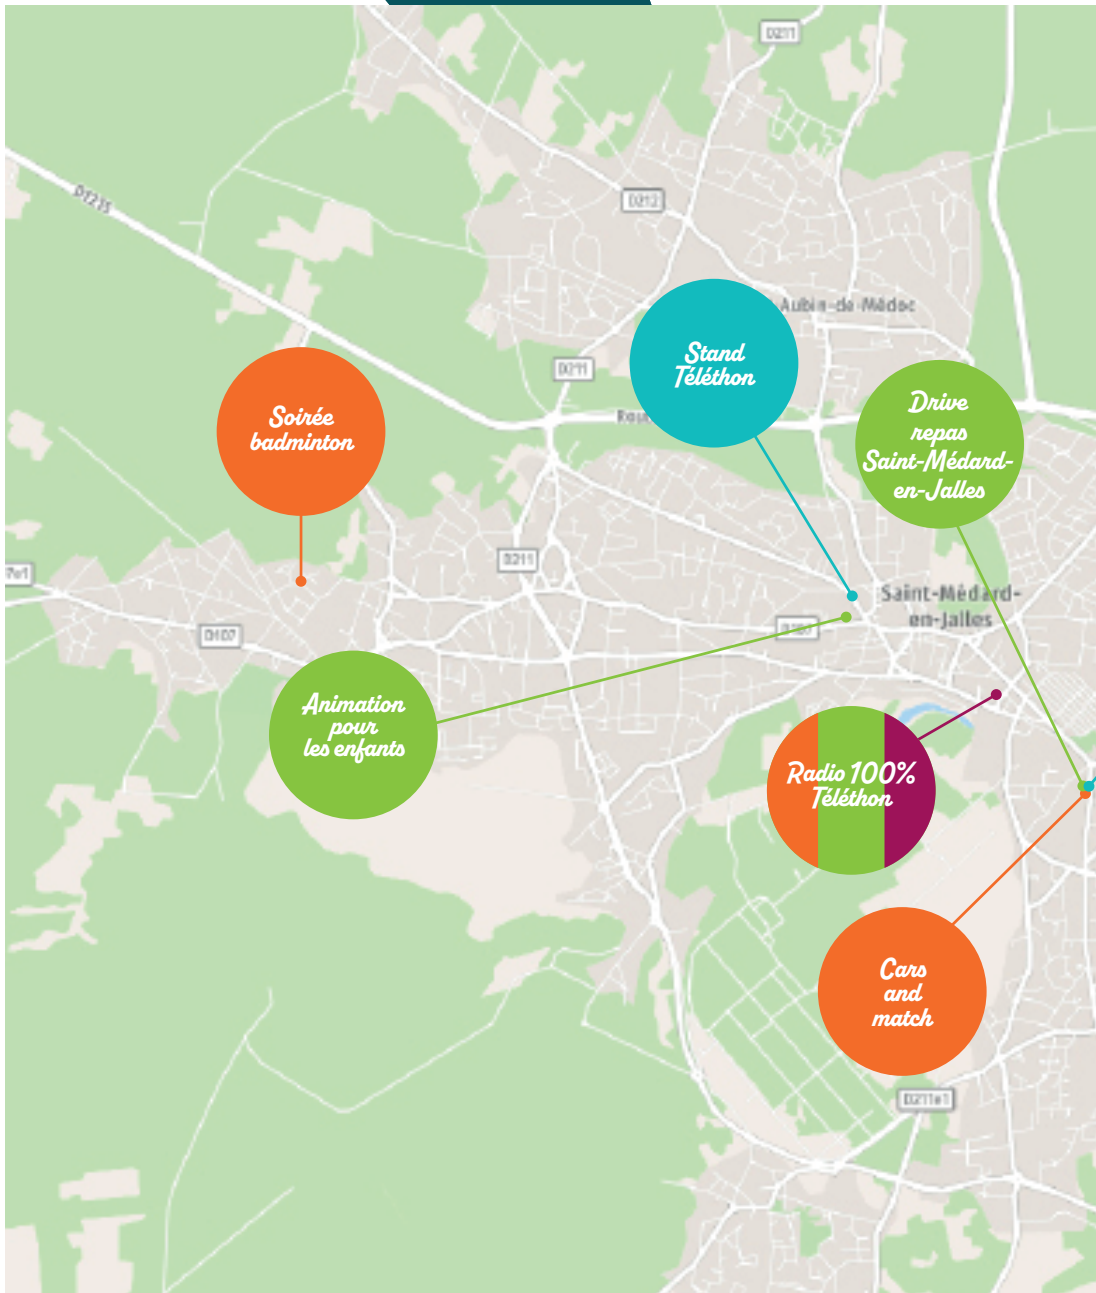 D211
D1215
D212
Aubin-de-Médoc
Stand
Téléthon
D211
Drive
repas
Saint-Médard-
en-Jalles
Soirée
badminton
D211
Saint-Médard-
en-Jalles
D107
Animation
pour
les enfants
Radio 100%
Téléthon
Cars
and
match
D211e1